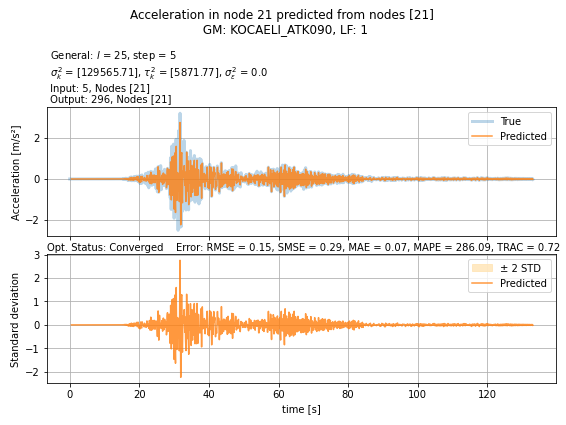 Acceleration in node 21 predicted from nodes [21]
GM: KOCAELI_ATK090, LF: 1
General: l = 25, step = 5
σ²ₖ = [129565.71], τ²ₖ = [5871.77], σ²ε = 0.0
Input: 5, Nodes [21]
Output: 296, Nodes [21]
True
Predicted
Acceleration [m/s²]
2
0
−2
Opt. Status: Converged Error: RMSE = 0.15, SMSE = 0.29, MAE = 0.07, MAPE = 286.09, TRAC = 0.72
± 2 STD
Predicted
Standard deviation
3
2
1
0
−1
−2
0 20 40 60 80 100 120
time [s]